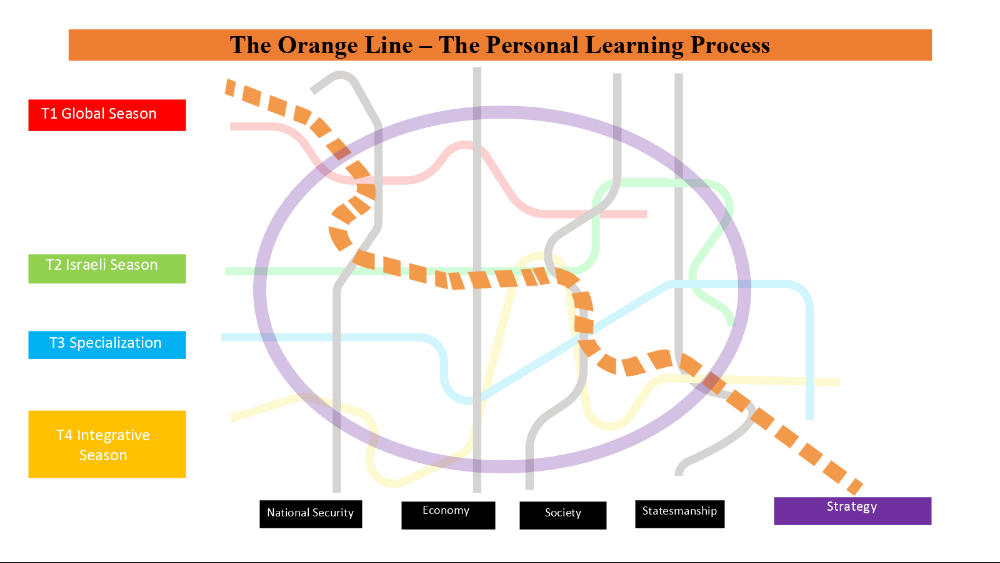 The Orange Line – The Personal Learning Process
T1 Global Season
T2 Israeli Season
T3 Specialization
T4 Integrative
Season
National Security
Economy
Society
Statesmanship
Strategy